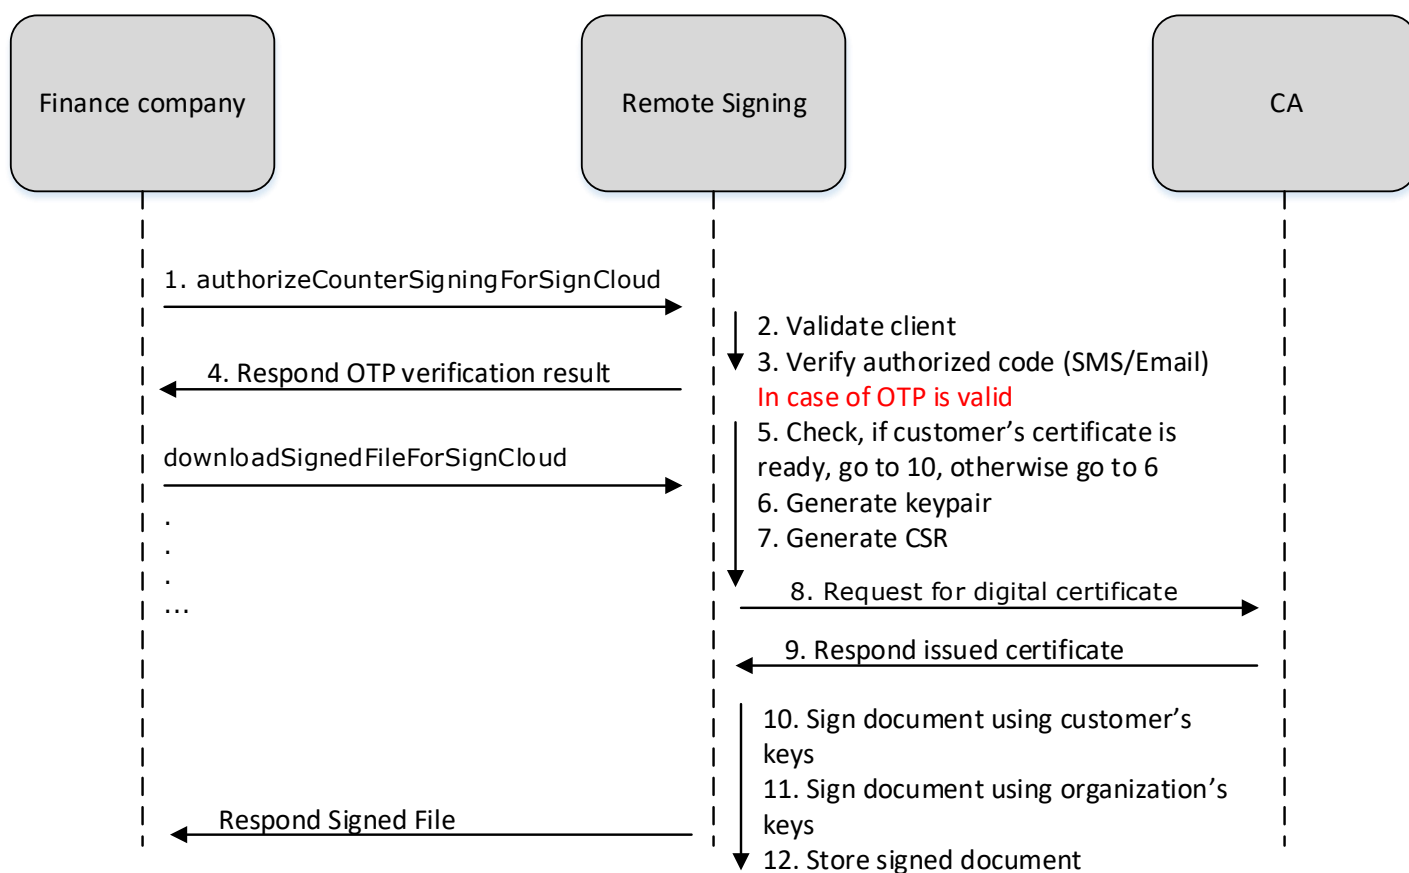 Finance company
Remote Signing
CA
1. authorizeCounterSigningForSignCloud
2. Validate client
3. Verify authorized code (SMS/Email)
4. Respond OTP verification result
In case of OTP is valid
5. Check, if customer’s certificate is
ready, go to 10, otherwise go to 6
downloadSignedFileForSignCloud
6. Generate keypair
7. Generate CSR
.
.
.
...
8. Request for digital certificate
9. Respond issued certificate
10. Sign document using customer’s
keys
11. Sign document using organization’s
keys
Respond Signed File
12. Store signed document